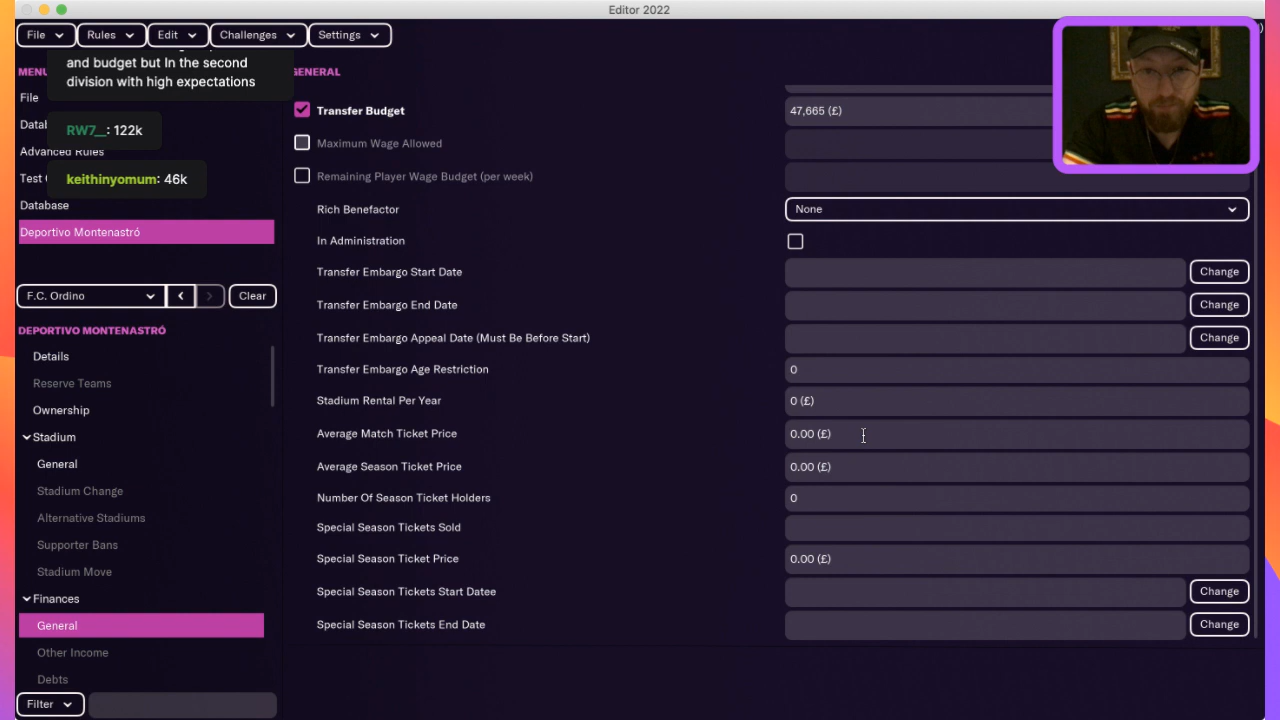 Editor 2022
File
Rules
Edit
Challenges
Settings
MENU
File
Advanced Rules
Database
Deportivo Montenastró
and budget but In the second
division with high expectations
RW7__: 122k
keithinyomum: 46k
F.C. Ordino
Clear
DEPORTIVO MONTENASTRÓ
Details
Reserve Teams
Ownership
Stadium
General
Stadium Change
Alternative Stadiums
Supporter Bans
Stadium Move
Finances
General
Other Income
Debts
Filter
GENERAL
Transfer Budget 47,665 (£)
Maximum Wage Allowed
Remaining Player Wage Budget (per week)
Rich Benefactor None
In Administration
Transfer Embargo Start Date Change
Transfer Embargo End Date Change
Transfer Embargo Appeal Date (Must Be Before Start) Change
Transfer Embargo Age Restriction 0
Stadium Rental Per Year 0 (£)
Average Match Ticket Price 0.00 (£)
Average Season Ticket Price 0.00 (£)
Number Of Season Ticket Holders 0
Special Season Tickets Sold
Special Season Ticket Price 0.00 (£)
Special Season Tickets Start Datee Change
Special Season Tickets End Date Change